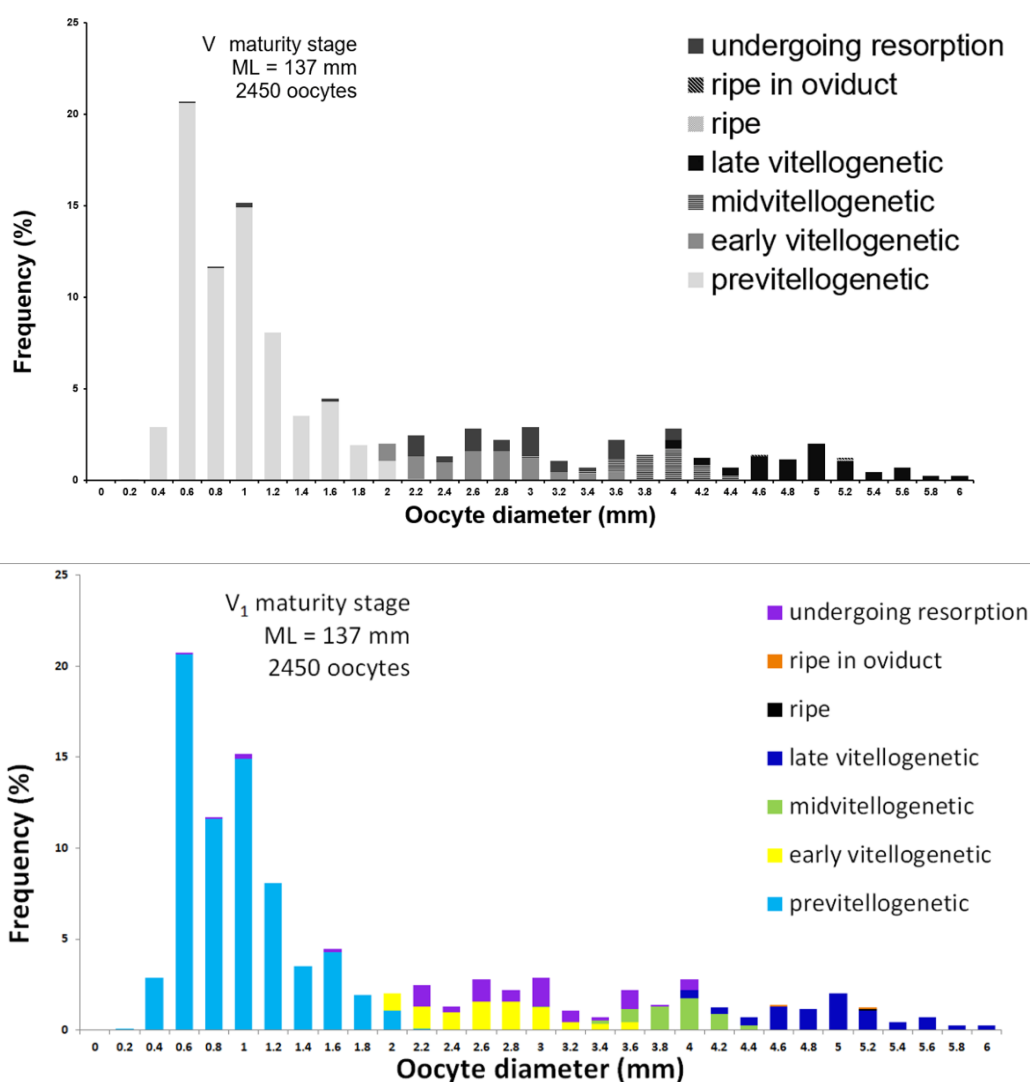 25
20
15
10
5
0
Frequency (%)
V maturity stage
ML = 137 mm
2450 oocytes
undergoing resorption
ripe in oviduct
ripe
late vitellogenetic
midvitellogenetic
early vitellogenetic
previtellogenetic
0 0.2 0.4 0.6 0.8 1 1.2 1.4 1.6 1.8 2 2.2 2.4 2.6 2.8 3 3.2 3.4 3.6 3.8 4 4.2 4.4 4.6 4.8 5 5.2 5.4 5.6 5.8 6
Oocyte diameter (mm)
25
20
15
10
5
0
Frequency (%)
V₁ maturity stage
ML = 137 mm
2450 oocytes
undergoing resorption
ripe in oviduct
ripe
late vitellogenetic
midvitellogenetic
early vitellogenetic
previtellogenetic
0 0.2 0.4 0.6 0.8 1 1.2 1.4 1.6 1.8 2 2.2 2.4 2.6 2.8 3 3.2 3.4 3.6 3.8 4 4.2 4.4 4.6 4.8 5 5.2 5.4 5.6 5.8 6
Oocyte diameter (mm)